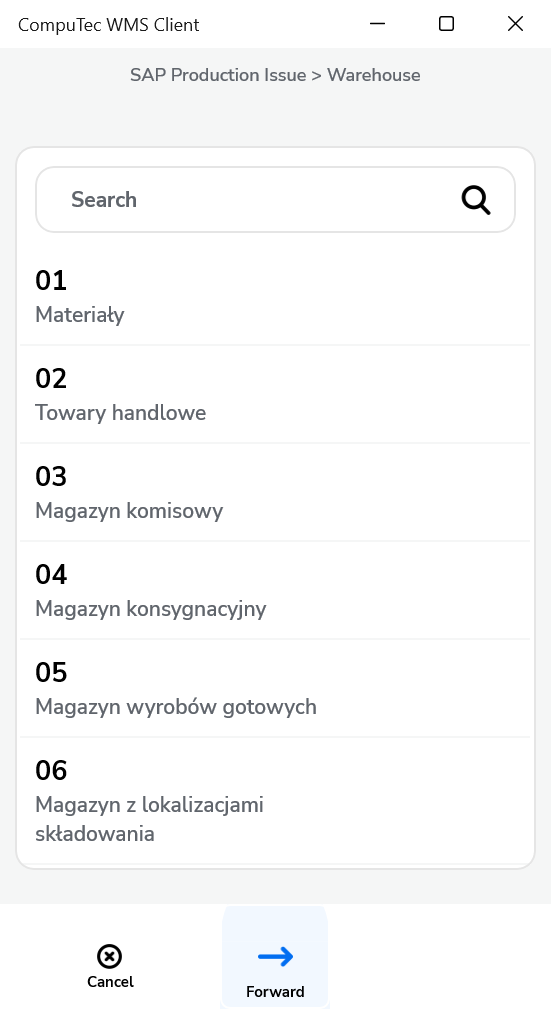 CompuTec WMS Client
SAP Production Issue > Warehouse
Search
01
Materiały
02
Towary handlowe
03
Magazyn komisowy
04
Magazyn konsygnacyjny
05
Magazyn wyrobów gotowych
06
Magazyn z lokalizacjami
składowania
Cancel
Forward